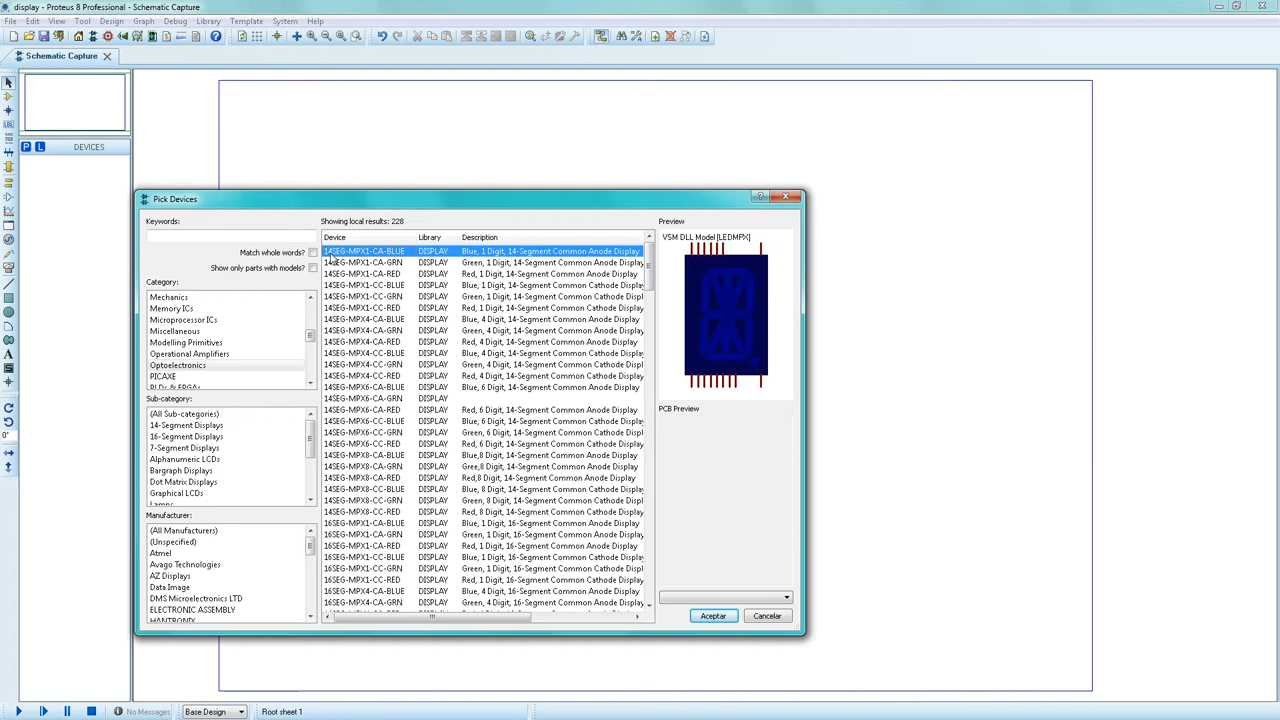 display - Proteus 8 Professional - Schematic Capture
File Edit View Tool Design Graph Debug Library Template System Help
Schematic Capture
P L DEVICES
Pick Devices
Keywords:
Match whole words?
Show only parts with models?
Category:
Mechanics
Memory ICs
Microprocessor ICs
Miscellaneous
Modelling Primitives
Operational Amplifiers
Optoelectronics
PICAXE
PLDs & FPGAs
Sub-category:
(All Sub-categories)
14-Segment Displays
16-Segment Displays
7-Segment Displays
Alphanumeric LCDs
Bargraph Displays
Dot Matrix Displays
Graphical LCDs
Lamps
Manufacturer:
(All Manufacturers)
(Unspecified)
Atmel
Avago Technologies
AZ Displays
Data Image
DMS Microelectronics LTD
ELECTRONIC ASSEMBLY
HANTRONIX
Showing local results: 228
Device Library Description
14SEG-MPX1-CA-BLUE DISPLAY Blue, 1 Digit, 14-Segment Common Anode Display
14SEG-MPX1-CA-GRN DISPLAY Green, 1 Digit, 14-Segment Common Anode Display
14SEG-MPX1-CA-RED DISPLAY Red, 1 Digit, 14-Segment Common Anode Display
14SEG-MPX1-CC-BLUE DISPLAY Blue, 1 Digit, 14-Segment Common Cathode Display
14SEG-MPX1-CC-GRN DISPLAY Green, 1 Digit, 14-Segment Common Cathode Display
14SEG-MPX1-CC-RED DISPLAY Red, 1 Digit, 14-Segment Common Cathode Display
14SEG-MPX4-CA-BLUE DISPLAY Blue, 4 Digit, 14-Segment Common Anode Display
14SEG-MPX4-CA-GRN DISPLAY Green, 4 Digit, 14-Segment Common Anode Display
14SEG-MPX4-CA-RED DISPLAY Red, 4 Digit, 14-Segment Common Anode Display
14SEG-MPX4-CC-BLUE DISPLAY Blue, 4 Digit, 14-Segment Common Cathode Display
14SEG-MPX4-CC-GRN DISPLAY Green, 4 Digit, 14-Segment Common Cathode Display
14SEG-MPX4-CC-RED DISPLAY Red, 4 Digit, 14-Segment Common Cathode Display
14SEG-MPX6-CA-BLUE DISPLAY Blue, 6 Digit, 14-Segment Common Anode Display
14SEG-MPX6-CA-GRN DISPLAY
14SEG-MPX6-CA-RED DISPLAY Red, 6 Digit, 14-Segment Common Anode Display
14SEG-MPX6-CC-BLUE DISPLAY Blue, 6 Digit, 14-Segment Common Cathode Display
14SEG-MPX6-CC-GRN DISPLAY Green, 6 Digit, 14-Segment Common Cathode Display
14SEG-MPX6-CC-RED DISPLAY Red, 6 Digit, 14-Segment Common Cathode Display
14SEG-MPX8-CA-BLUE DISPLAY Blue,8 Digit, 14-Segment Common Anode Display
14SEG-MPX8-CA-GRN DISPLAY Gree,8 Digit, 14-Segment Common Anode Display
14SEG-MPX8-CA-RED DISPLAY Red,8 Digit, 14-Segment Common Anode Display
14SEG-MPX8-CC-BLUE DISPLAY Blue, 8 Digit, 14-Segment Common Cathode Display
14SEG-MPX8-CC-GRN DISPLAY Green, 8 Digit, 14-Segment Common Cathode Display
14SEG-MPX8-CC-RED DISPLAY Red, 8 Digit, 14-Segment Common Cathode Display
16SEG-MPX1-CA-BLUE DISPLAY Blue, 1 Digit, 16-Segment Common Anode Display
16SEG-MPX1-CA-GRN DISPLAY Green, 1 Digit, 16-Segment Common Anode Display
16SEG-MPX1-CA-RED DISPLAY Red, 1 Digit, 16-Segment Common Anode Display
16SEG-MPX1-CC-BLUE DISPLAY Blue, 1 Digit, 16-Segment Common Cathode Display
16SEG-MPX1-CC-GRN DISPLAY Green, 1 Digit, 16-Segment Common Cathode Display
16SEG-MPX1-CC-RED DISPLAY Red, 1 Digit, 16-Segment Common Cathode Display
16SEG-MPX4-CA-BLUE DISPLAY Blue, 4 Digit, 16-Segment Common Anode Display
16SEG-MPX4-CA-GRN DISPLAY Green, 4 Digit, 16-Segment Common Anode Display
Preview
VSM DLL Model [LEDMPX]
PCB Preview
Aceptar Cancelar
0°
No Messages Base Design Root sheet 1